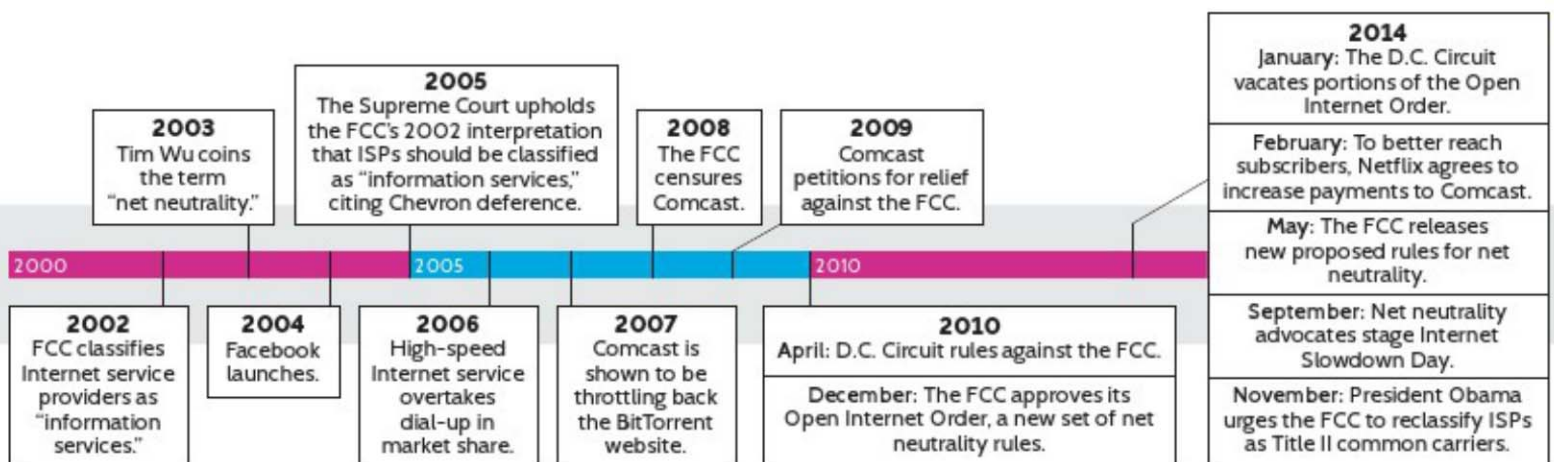 2014
January: The D.C. Circuit
vacates portions of the Open
Internet Order.
February: To better reach
subscribers, Netflix agrees to
increase payments to Comcast.
May: The FCC releases
new proposed rules for net
neutrality.
September: Net neutrality
advocates stage Internet
Slowdown Day.
November: President Obama
urges the FCC to reclassify ISPs
as Title II common carriers.
2005
The Supreme Court upholds
the FCC's 2002 interpretation
that ISPs should be classified
as “information services,”
citing Chevron deference.
2003
Tim Wu coins
the term
“net neutrality.”
2008
The FCC
censures
Comcast.
2009
Comcast
petitions for relief
against the FCC.
2000
2005
2010
2002
FCC classifies
Internet service
providers as
“information
services.”
2004
Facebook
launches.
2006
High-speed
Internet service
overtakes
dial-up in
market share.
2007
Comcast is
shown to be
throttling back
the BitTorrent
website.
2010
April: D.C. Circuit rules against the FCC.
December: The FCC approves its
Open Internet Order, a new set of net
neutrality rules.